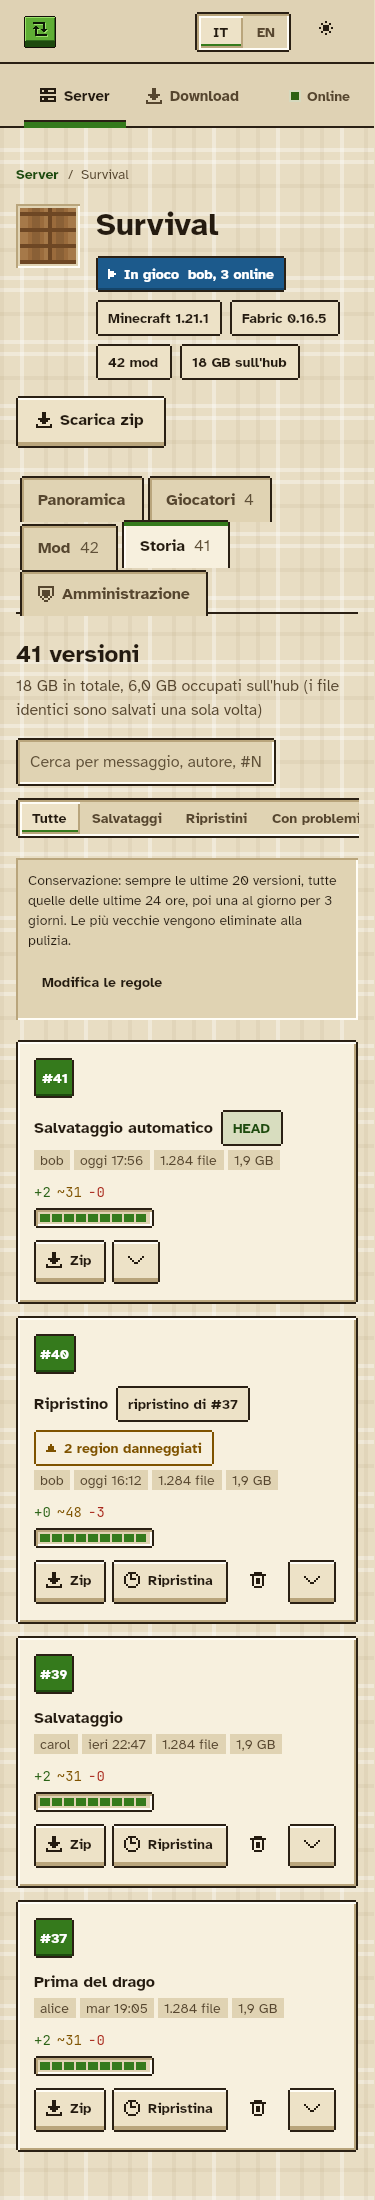 IT EN
Server Download Online
Server / Survival
Survival
In gioco bob, 3 online
Minecraft 1.21.1 Fabric 0.16.5
42 mod 18 GB sull'hub
Scarica zip
Panoramica Giocatori 4
Mod 42 Storia 41
Amministrazione
41 versioni
18 GB in totale, 6,0 GB occupati sull'hub (i file
identici sono salvati una sola volta)
Cerca per messaggio, autore, #N
Tutte Salvataggi Ripristini Con problemi
Conservazione: sempre le ultime 20 versioni, tutte
quelle delle ultime 24 ore, poi una al giorno per 3
giorni. Le più vecchie vengono eliminate alla
pulizia.
Modifica le regole
#41
Salvataggio automatico HEAD
bob oggi 17:56 1.284 file 1,9 GB
+2 ~31 -0
Zip
#40
Ripristino ripristino di #37
2 region danneggiati
bob oggi 16:12 1.284 file 1,9 GB
+0 ~48 -3
Zip Ripristina
#39
Salvataggio
carol ieri 22:47 1.284 file 1,9 GB
+2 ~31 -0
Zip Ripristina
#37
Prima del drago
alice mar 19:05 1.284 file 1,9 GB
+2 ~31 -0
Zip Ripristina